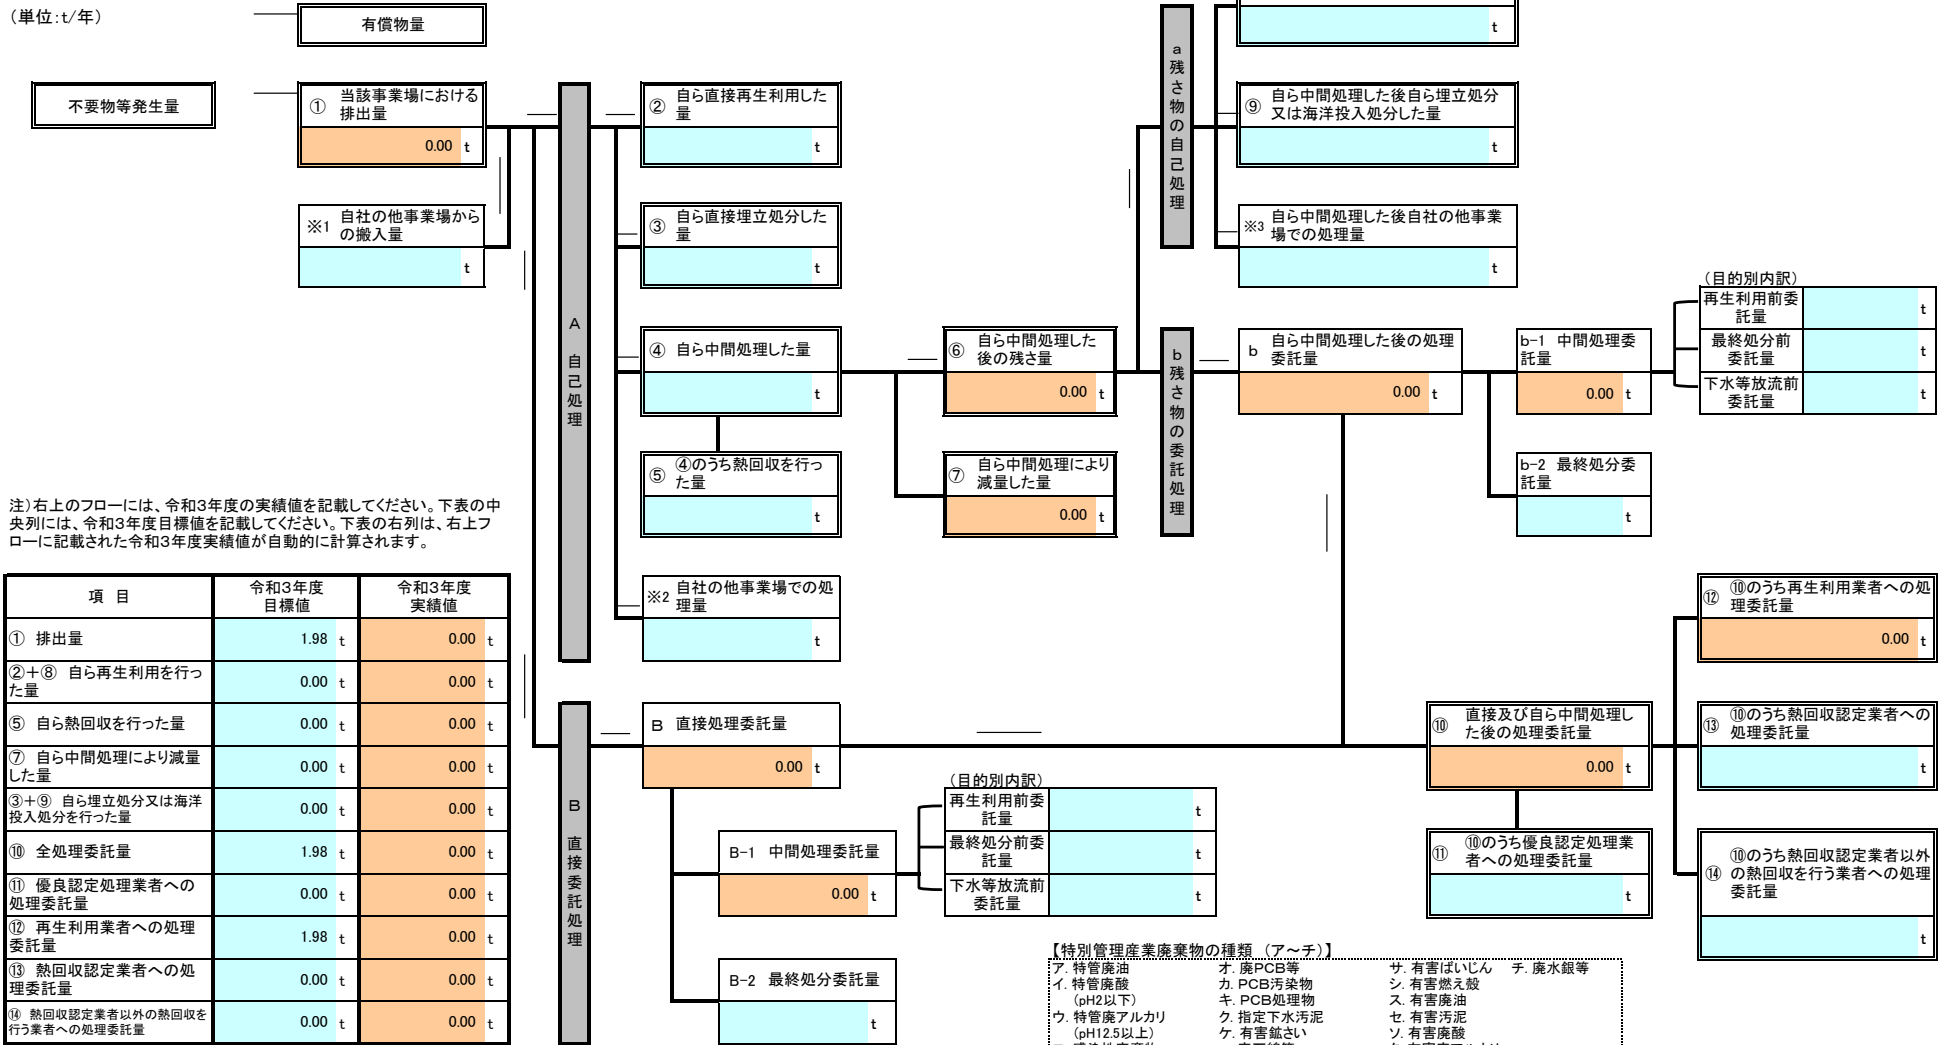 (単位:t/年)
有償物量
不要物等発生量
① 当該事業場における
排出量
0.00 t
※1 自社の他事業場から
の搬入量
t
A 自己処理
② 自ら直接再生利用した
量
t
③ 自ら直接埋立処分した
量
t
④ 自ら中間処理した量
t
⑤ ④のうち熱回収を行っ
た量
t
※2 自社の他事業場での処
理量
t
⑥ 自ら中間処理した
後の残さ量
0.00 t
⑦ 自ら中間処理により
減量した量
0.00 t
a残さ物の自己処理
t
⑨ 自ら中間処理した後自ら埋立処分
又は海洋投入処分した量
t
※3 自ら中間処理した後自社の他事業
場での処理量
t
b残さ物の委託処理
b 自ら中間処理した後の処理
委託量
0.00 t
b-1 中間処理委
託量
0.00 t
b-2 最終処分委
託量
t
(目的別内訳)
再生利用前委
託量
t
最終処分前
委託量
t
下水等放流前
委託量
t
注)右上のフローには、令和3年度の実績値を記載してください。下表の中
央列には、令和3年度目標値を記載してください。下表の右列は、右上フ
ローに記載された令和3年度実績値が自動的に計算されます。
項 目 令和3年度 令和3年度
目標値 実績値
① 排出量 1.98 t 0.00 t
②+⑧ 自ら再生利用を行っ
た量 0.00 t 0.00 t
⑤ 自ら熱回収を行った量 0.00 t 0.00 t
⑦ 自ら中間処理により減量
した量 0.00 t 0.00 t
③+⑨ 自ら埋立処分又は海洋
投入処分を行った量 0.00 t 0.00 t
⑩ 全処理委託量 1.98 t 0.00 t
⑪ 優良認定処理業者への
処理委託量 0.00 t 0.00 t
⑫ 再生利用業者への処理
委託量 1.98 t 0.00 t
⑬ 熱回収認定業者への処
理委託量 0.00 t 0.00 t
⑭ 熱回収認定業者以外の熱回収を
行う業者への処理委託量 0.00 t 0.00 t
B 直接委託処理
B 直接処理委託量
0.00 t
B-1 中間処理委託量
0.00 t
B-2 最終処分委託量
t
(目的別内訳)
再生利用前委
託量
t
最終処分前委
託量
t
下水等放流前
委託量
t
⑩ 直接及び自ら中間処理し
た後の処理委託量
0.00 t
⑪ ⑩のうち優良認定処理業
者への処理委託量
t
⑫ ⑩のうち再生利用業者への処
理委託量
0.00 t
⑬ ⑩のうち熱回収認定業者への
処理委託量
t
⑭ ⑩のうち熱回収認定業者以外
の熱回収を行う業者への処理
委託量
t
【特別管理産業廃棄物の種類 (ア～チ)】
ア. 特管廃油 オ. 廃PCB等 サ. 有害ばいじん チ. 廃水銀等
イ. 特管廃酸 カ. PCB汚染物 シ. 有害燃え殻
(pH2以下) キ. PCB処理物 ス. 有害廃油
ウ. 特管廃アルカリ ク. 指定下水汚泥 セ. 有害汚泥
(pH12.5以上) ケ. 有害鉱さい ソ. 有害廃酸